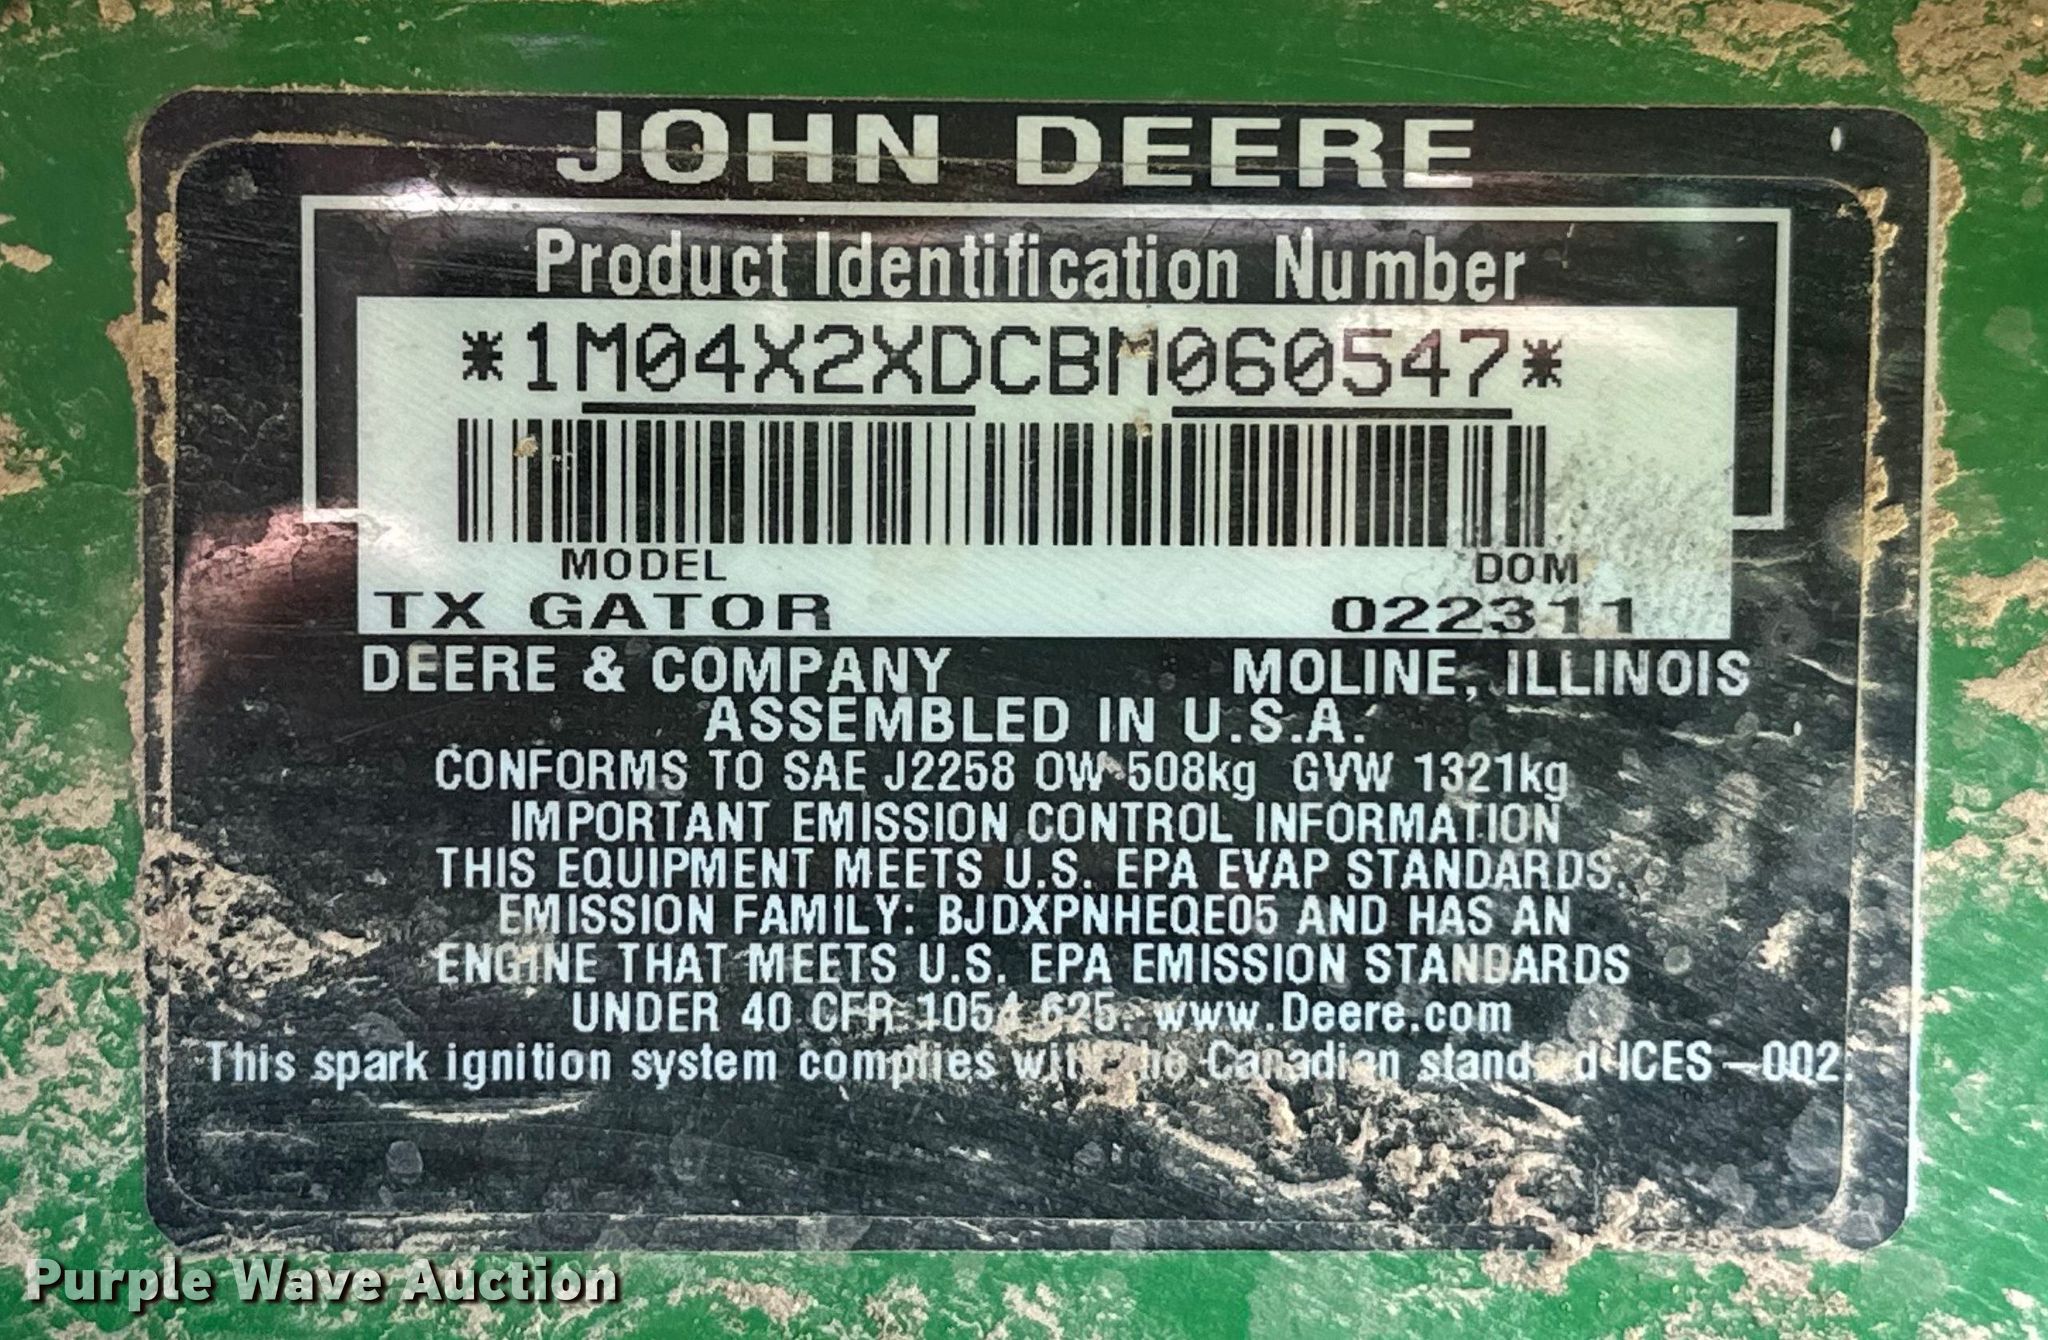 JOHN DEERE
Product Identification Number
*1M04X2XDCBM060547*
MODEL DOM
TX GATOR 022311
DEERE & COMPANY MOLINE, ILLINOIS
ASSEMBLED IN U.S.A.
CONFORMS TO SAE J2258 OW 508kg GVW 1321kg
IMPORTANT EMISSION CONTROL INFORMATION
THIS EQUIPMENT MEETS U.S. EPA EVAP STANDARDS.
EMISSION FAMILY: BJDXPNHEQE05 AND HAS AN
ENGINE THAT MEETS U.S. EPA EMISSION STANDARDS
UNDER 40 CFR 1054.625. www.Deere.com
This spark ignition system complies with the Canadian standard ICES-002.
Purple Wave Auction